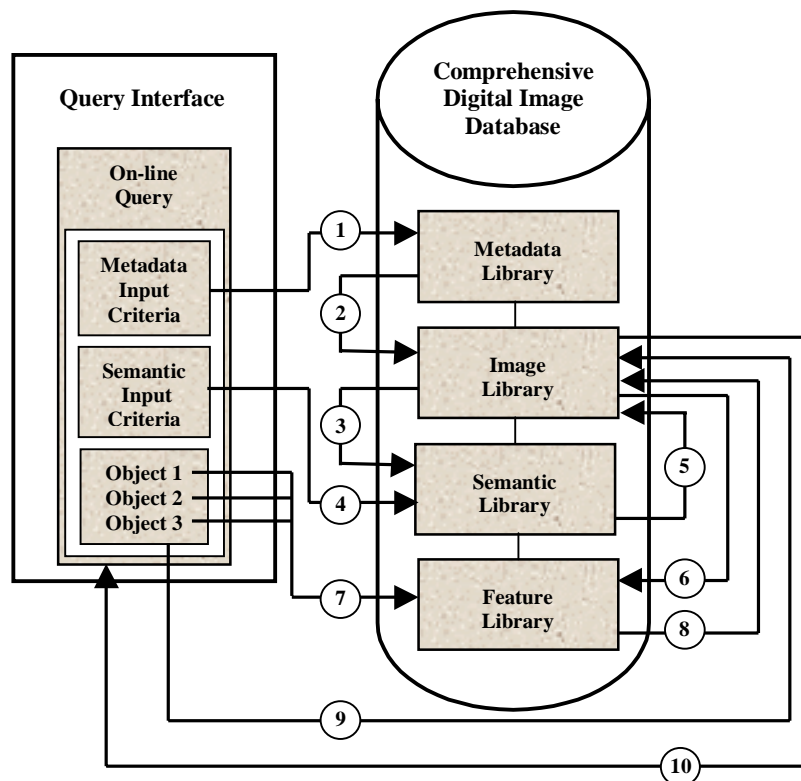 Query Interface
On-line
Query
Metadada
Input
Criteria
Semantic
Input
Criteria
Object 1
Object 2
Object 3
Comprehensive
Digital Image
Database
Metadata
Library
Image
Library
Semantic
Library
Feature
Library
1
2
3
4
5
6
7
8
9
10